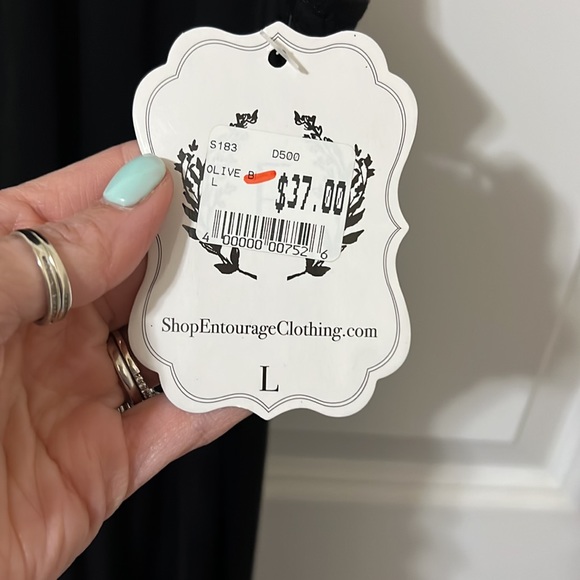 S183 D500
OLIVE B
L $37.00
4 00000 00752 6
ShopEntourageClothing.com
L